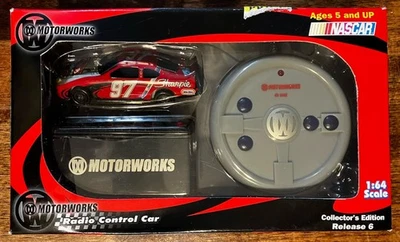 MOTORWORKS
Ages 5 and UP
NASCAR
97
Sharpie
MOTORWORKS
1:64
Scale
MOTORWORKS
Radio Control Car
Collector's Edition
Release 6